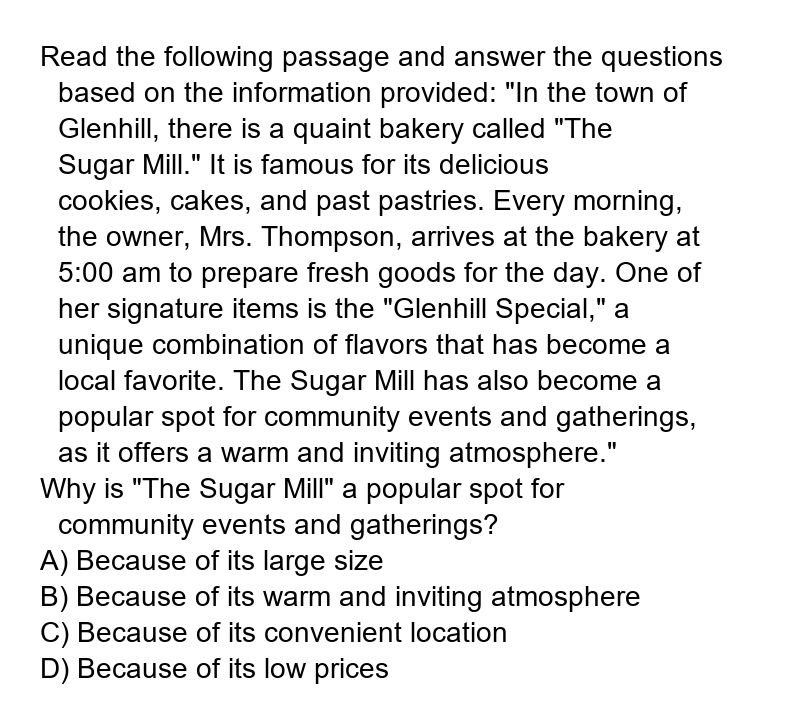 Read the following passage and answer the questions
based on the information provided: "In the town of
Glenhill, there is a quaint bakery called "The
Sugar Mill." It is famous for its delicious
cookies, cakes, and past pastries. Every morning,
the owner, Mrs. Thompson, arrives at the bakery at
5:00 am to prepare fresh goods for the day. One of
her signature items is the "Glenhill Special," a
unique combination of flavors that has become a
local favorite. The Sugar Mill has also become a
popular spot for community events and gatherings,
as it offers a warm and inviting atmosphere."
Why is "The Sugar Mill" a popular spot for
community events and gatherings?
A) Because of its large size
B) Because of its warm and inviting atmosphere
C) Because of its convenient location
D) Because of its low prices